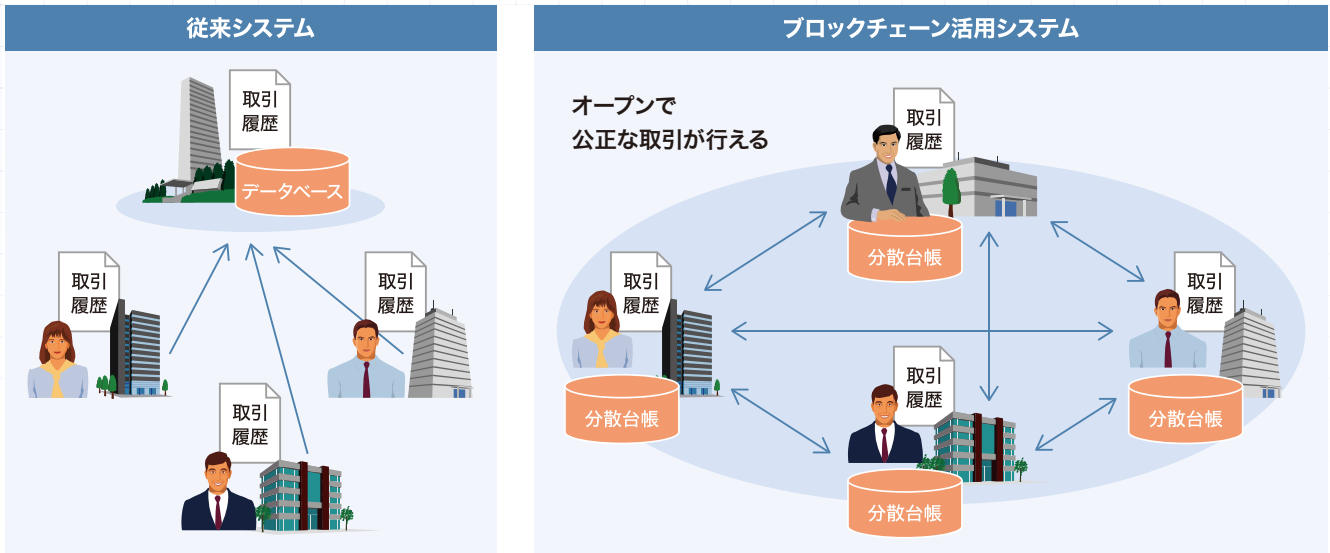 従来システム
取引
履歴
データベース
取引
履歴
取引
履歴
取引
履歴
ブロックチェーン活用システム
オープンで
公正な取引が行える
取引
履歴
分散台帳
取引
履歴
分散台帳
取引
履歴
分散台帳
取引
履歴
分散台帳